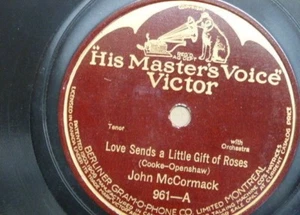 "His Master's Voice"
Victor
Tenor
with
Orchestra
Love Sends a Little Gift of Roses
(Cooke-Openshaw)
John McCormack
961—A
BERLINER GRAM-O-PHONE CO. LIMITED MONTREAL